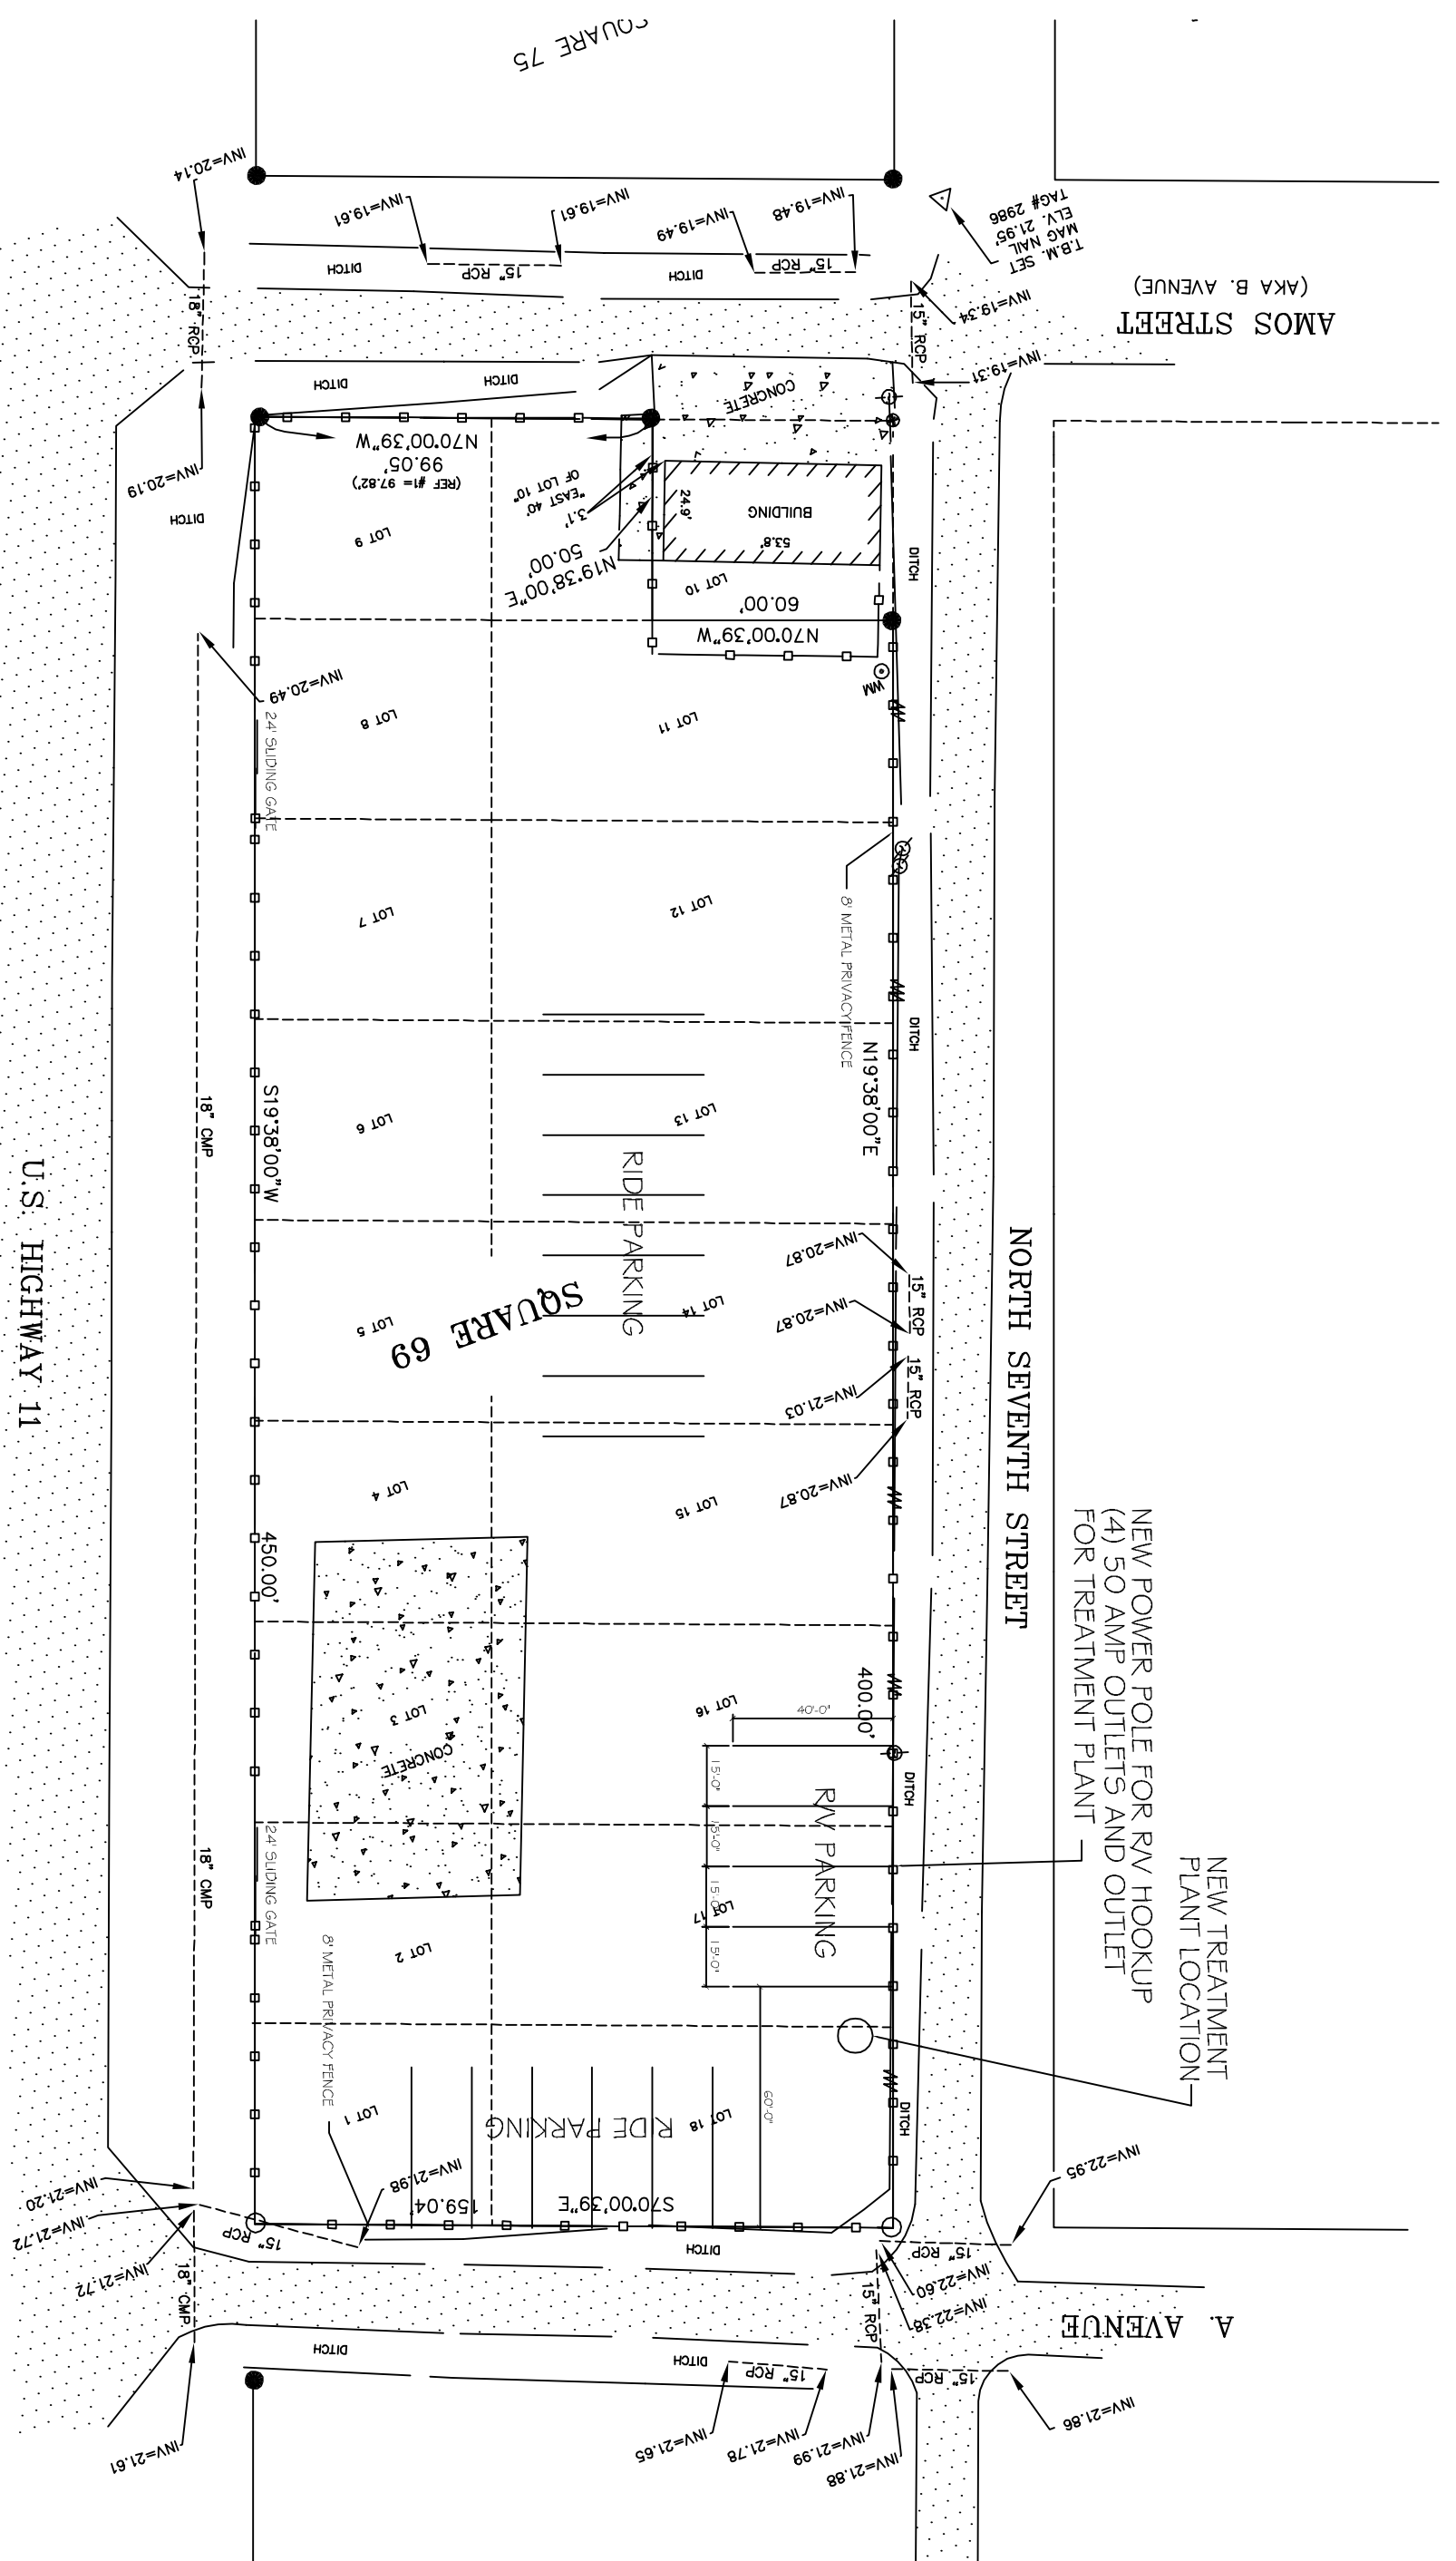 SQUARE 75
INV=20.14
INV=19.61
INV=19.61
INV=19.49
INV=19.48
T.B.M. SET
MAG NAIL
ELV. 21.95'
TAG# 2986
AMOS STREET
(AKA B. AVENUE)
DITCH
15" RCP
DITCH
15" RCP
18" RCP
15" RCP
INV=19.34
INV=19.31
DITCH
DITCH
CONCRETE
INV=20.19
DITCH
N70°00'39"W
99.05'
(REF #1= 97.82')
"EAST 40'
OF LOT 10"
3.1'
24.9'
BUILDING
53.8'
DITCH
LOT 9
N19°38'00"E
50.00'
LOT 10
60.00'
N70°00'39"W
WM
INV=20.49
24' SLIDING GATE
LOT 8
LOT 11
LOT 7
LOT 12
8' METAL PRIVACY FENCE
DITCH
N19°38'00"E
S19°38'00"W
18" CMP
LOT 6
LOT 13
RIDE PARKING
U.S. HIGHWAY 11
NORTH SEVENTH STREET
SQUARE 69
LOT 5
LOT 14
INV=20.87
15" RCP
INV=20.87
15" RCP
INV=21.03
INV=20.87
LOT 4
LOT 15
450.00'
NEW POWER POLE FOR R/V HOOKUP
(4) 50 AMP OUTLETS AND OUTLET
FOR TREATMENT PLANT
LOT 3
CONCRETE
LOT 16
40'-0"
400.00'
DITCH
15'-0"
15'-0"
15'-0"
15'-0"
R/V PARKING
LOT 17
18" CMP
24' SLIDING GATE
LOT 2
8' METAL PRIVACY FENCE
NEW TREATMENT
PLANT LOCATION
60'-0"
DITCH
LOT 1
LOT 18
RIDE PARKING
INV=21.98
159.04'
S70°00'39"E
INV=22.95
INV=21.20
INV=21.72
INV=21.72
15" RCP
18" CMP
DITCH
15" RCP
INV=22.60
INV=22.38
15" RCP
A. AVENUE
DITCH
DITCH
15" RCP
15" RCP
INV=21.61
INV=21.65
INV=21.78
INV=21.99
INV=21.88
INV=21.86